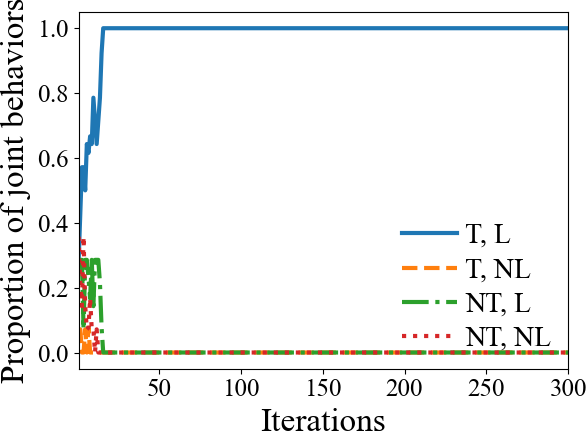 Proportion of joint behaviors
1.0
0.8
0.6
0.4
0.2
0.0
T, L
T, NL
NT, L
NT, NL
50
100
150
200
250
300
Iterations